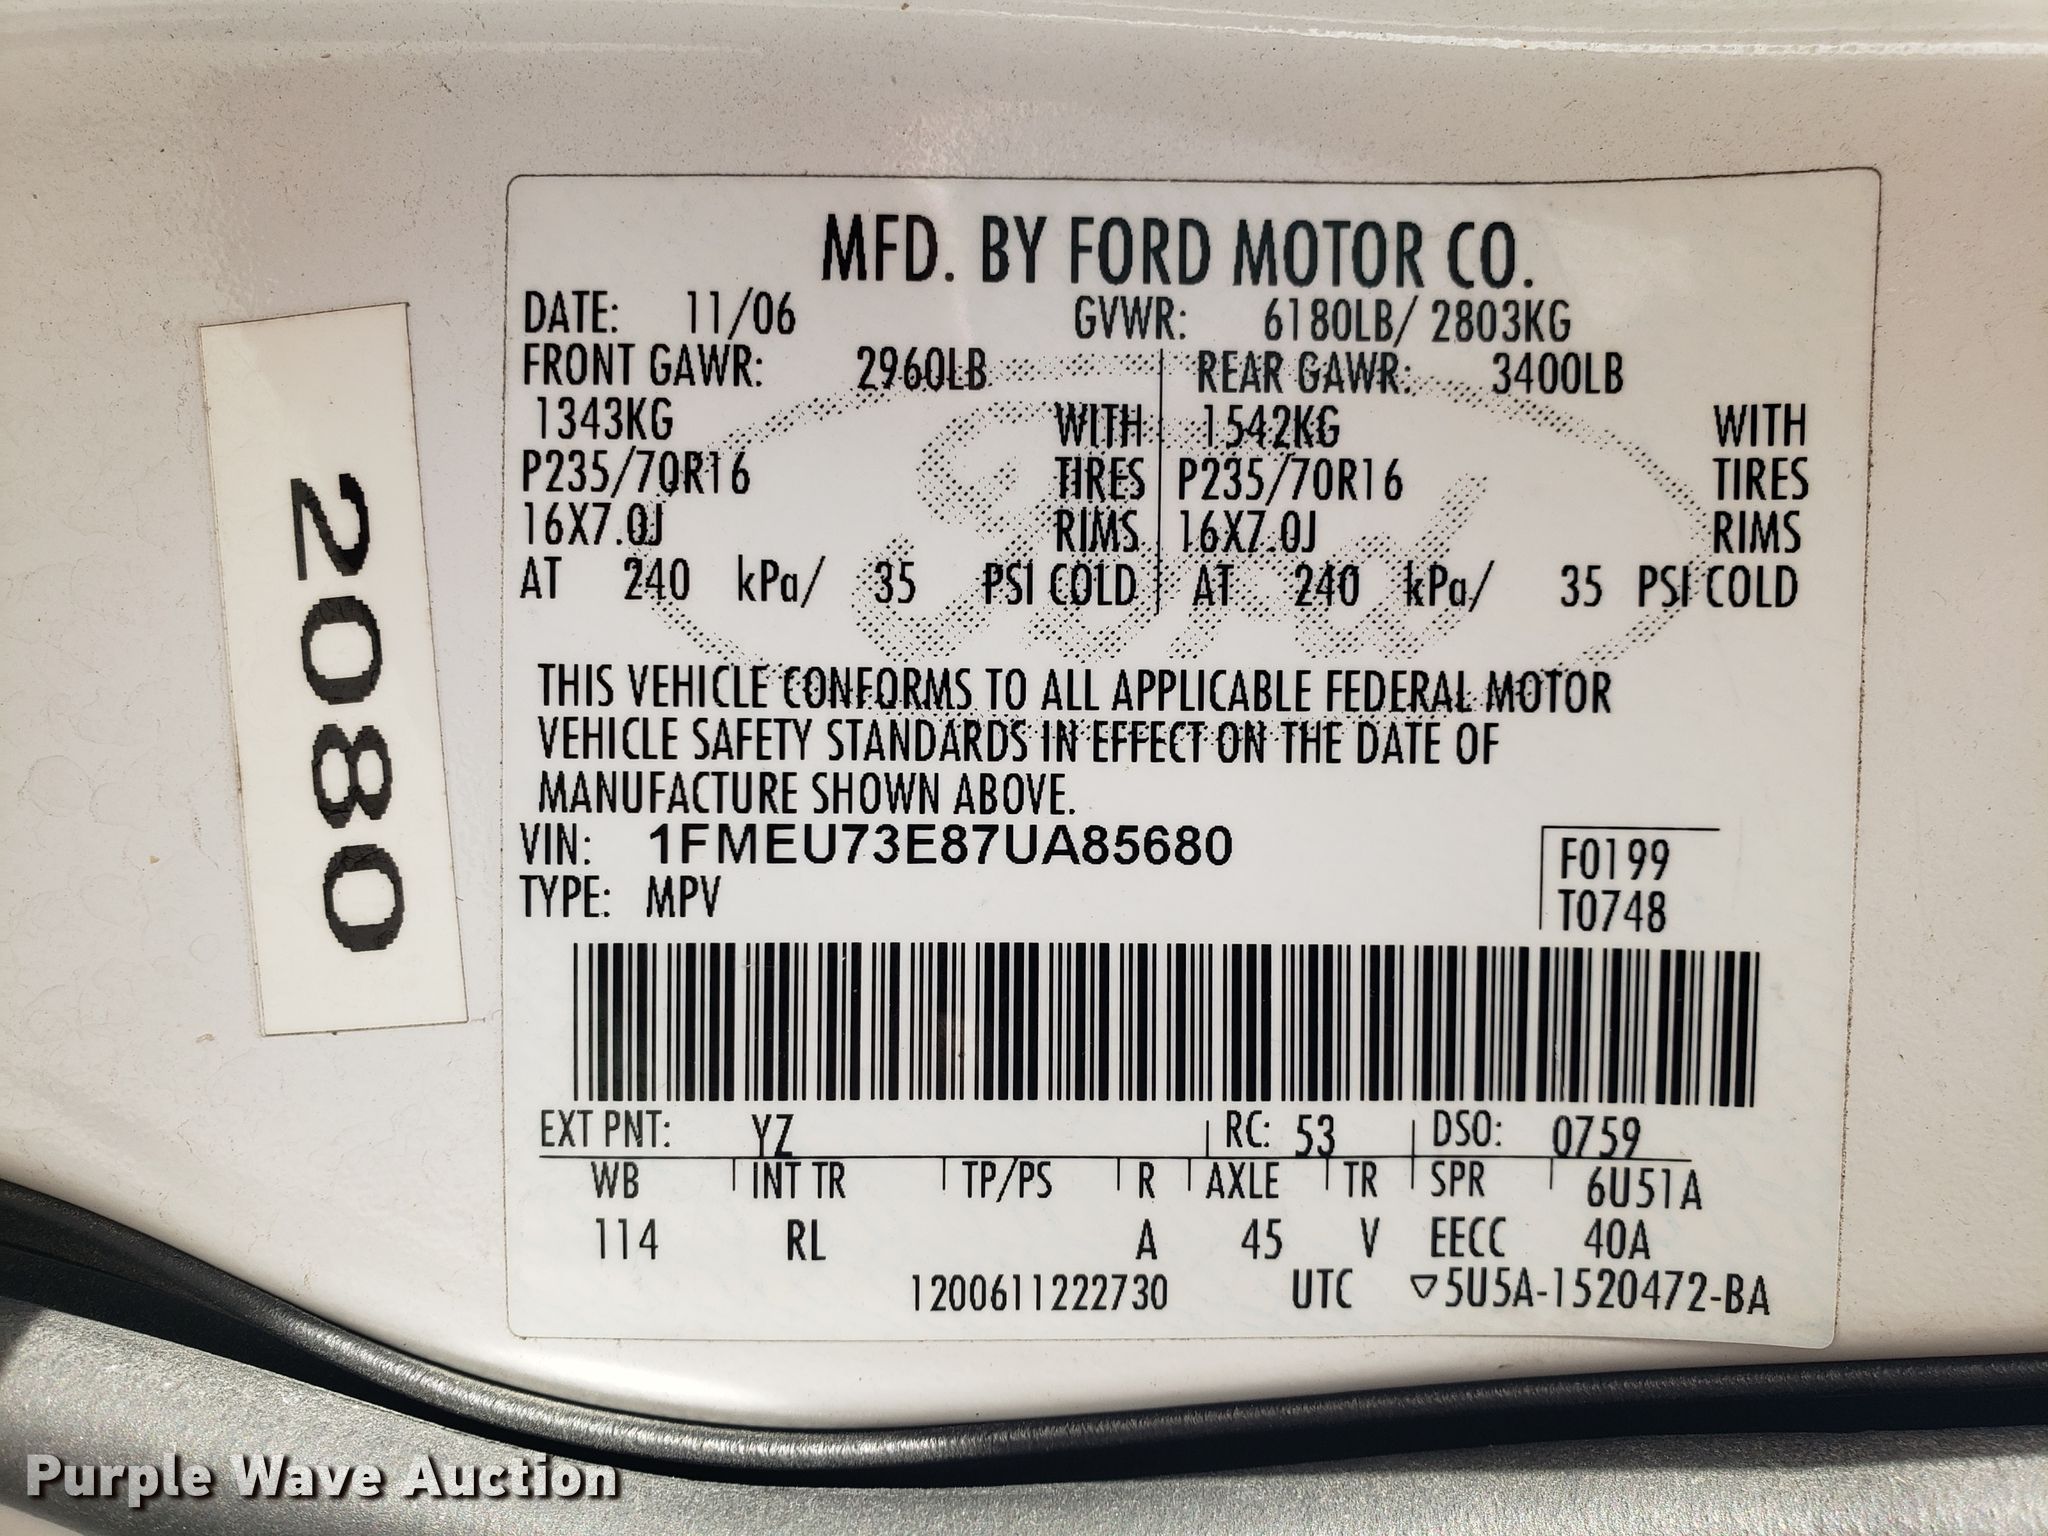 2080
MFD. BY FORD MOTOR CO.
DATE: 11/06 GVWR: 6180LB/ 2803KG
FRONT GAWR: 2960LB REAR GAWR: 3400LB
1343KG WITH 1542KG WITH
P235/70R16 TIRES P235/70R16 TIRES
16X7.0J RIMS 16X7.0J RIMS
AT 240 kPa/ 35 PSI COLD AT 240 kPa/ 35 PSI COLD
Ford
THIS VEHICLE CONFORMS TO ALL APPLICABLE FEDERAL MOTOR
VEHICLE SAFETY STANDARDS IN EFFECT ON THE DATE OF
MANUFACTURE SHOWN ABOVE.
VIN: 1FMEU73E87UA85680
F0199
TYPE: MPV
T0748
EXT PNT: YZ RC: 53 DSO: 0759
WB INT TR TP/PS R AXLE TR SPR 6U51A
114 RL A 45 V EECC 40A
1200611222730 UTC ▽5U5A-1520472-BA
Purple Wave Auction